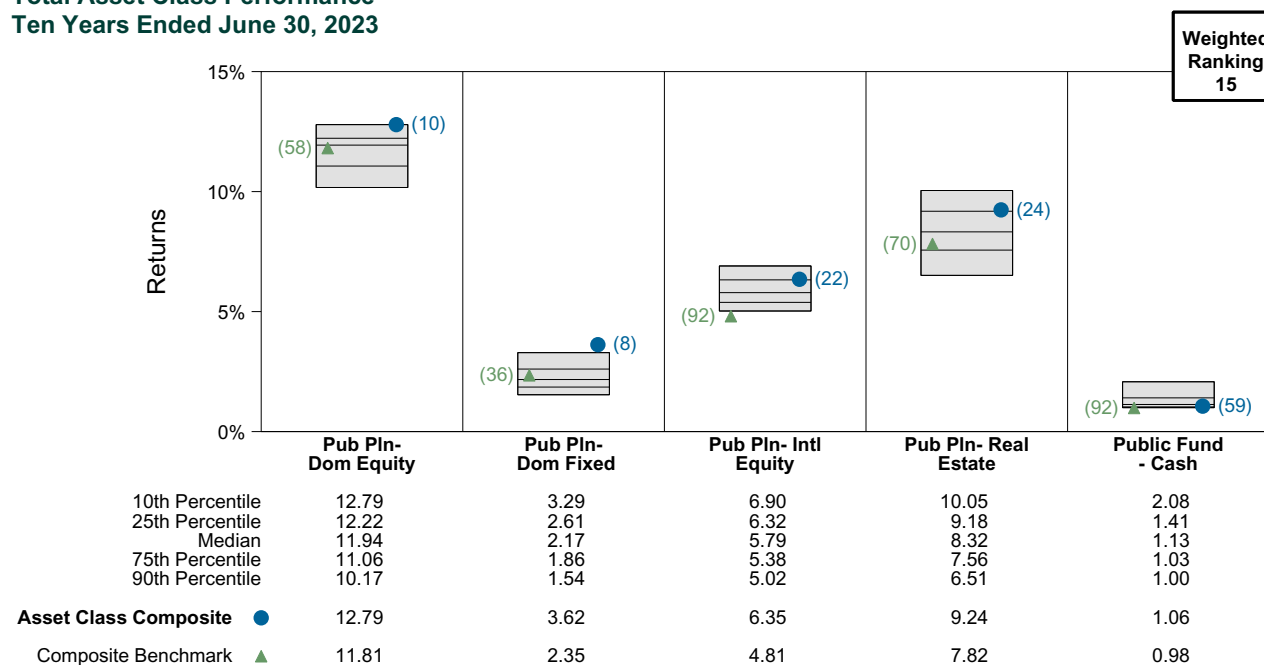 Total Asset Class Performance
Ten Years Ended June 30, 2023
Weighted
Ranking
15
15%
10%
5%
0%
Returns
(10)
(58)
(8)
(36)
(22)
(92)
(24)
(70)
(59)
(92)
Pub Pln- Dom Equity
Pub Pln- Dom Fixed
Pub Pln- Intl Equity
Pub Pln- Real Estate
Public Fund - Cash
10th Percentile 12.79 3.29 6.90 10.05 2.08
25th Percentile 12.22 2.61 6.32 9.18 1.41
Median 11.94 2.17 5.79 8.32 1.13
75th Percentile 11.06 1.86 5.38 7.56 1.03
90th Percentile 10.17 1.54 5.02 6.51 1.00
Asset Class Composite 12.79 3.62 6.35 9.24 1.06
Composite Benchmark 11.81 2.35 4.81 7.82 0.98